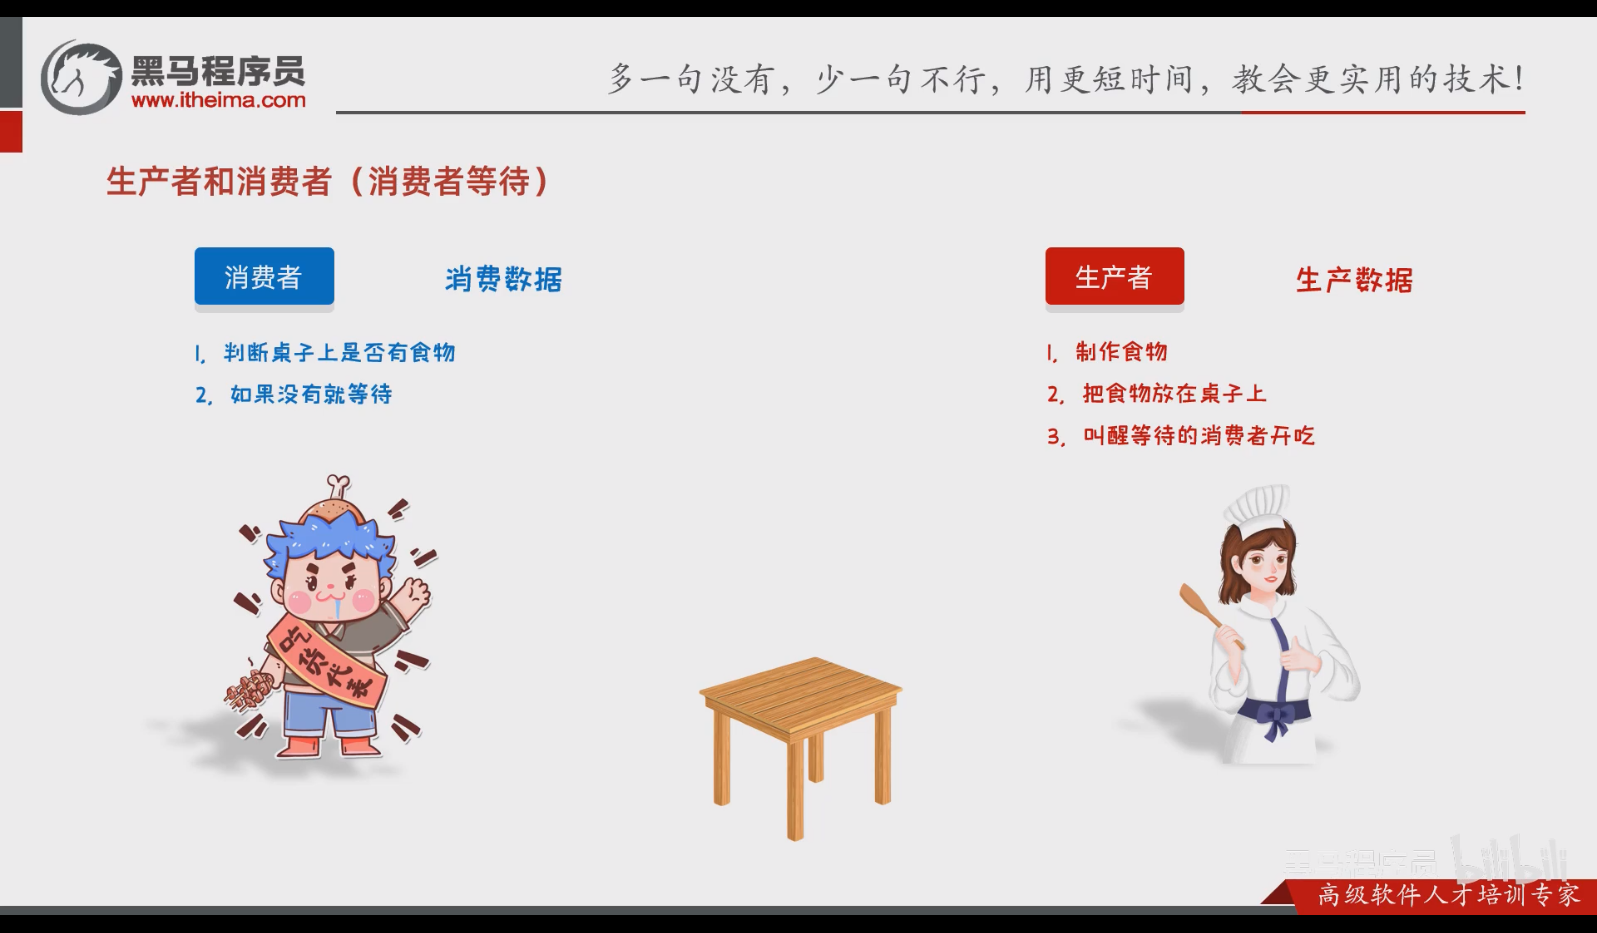 黑马程序员
www.itheima.com
多一句没有，少一句不行，用更短时间，教会更实用的技术！
生产者和消费者（消费者等待）
消费者 消费数据
1, 判断桌子上是否有食物
2, 如果没有就等待
生产者 生产数据
1, 制作食物
2, 把食物放在桌子上
3, 叫醒等待的消费者开吃
吃货代表
黑马程序员 bilibili
高级软件人才培训专家